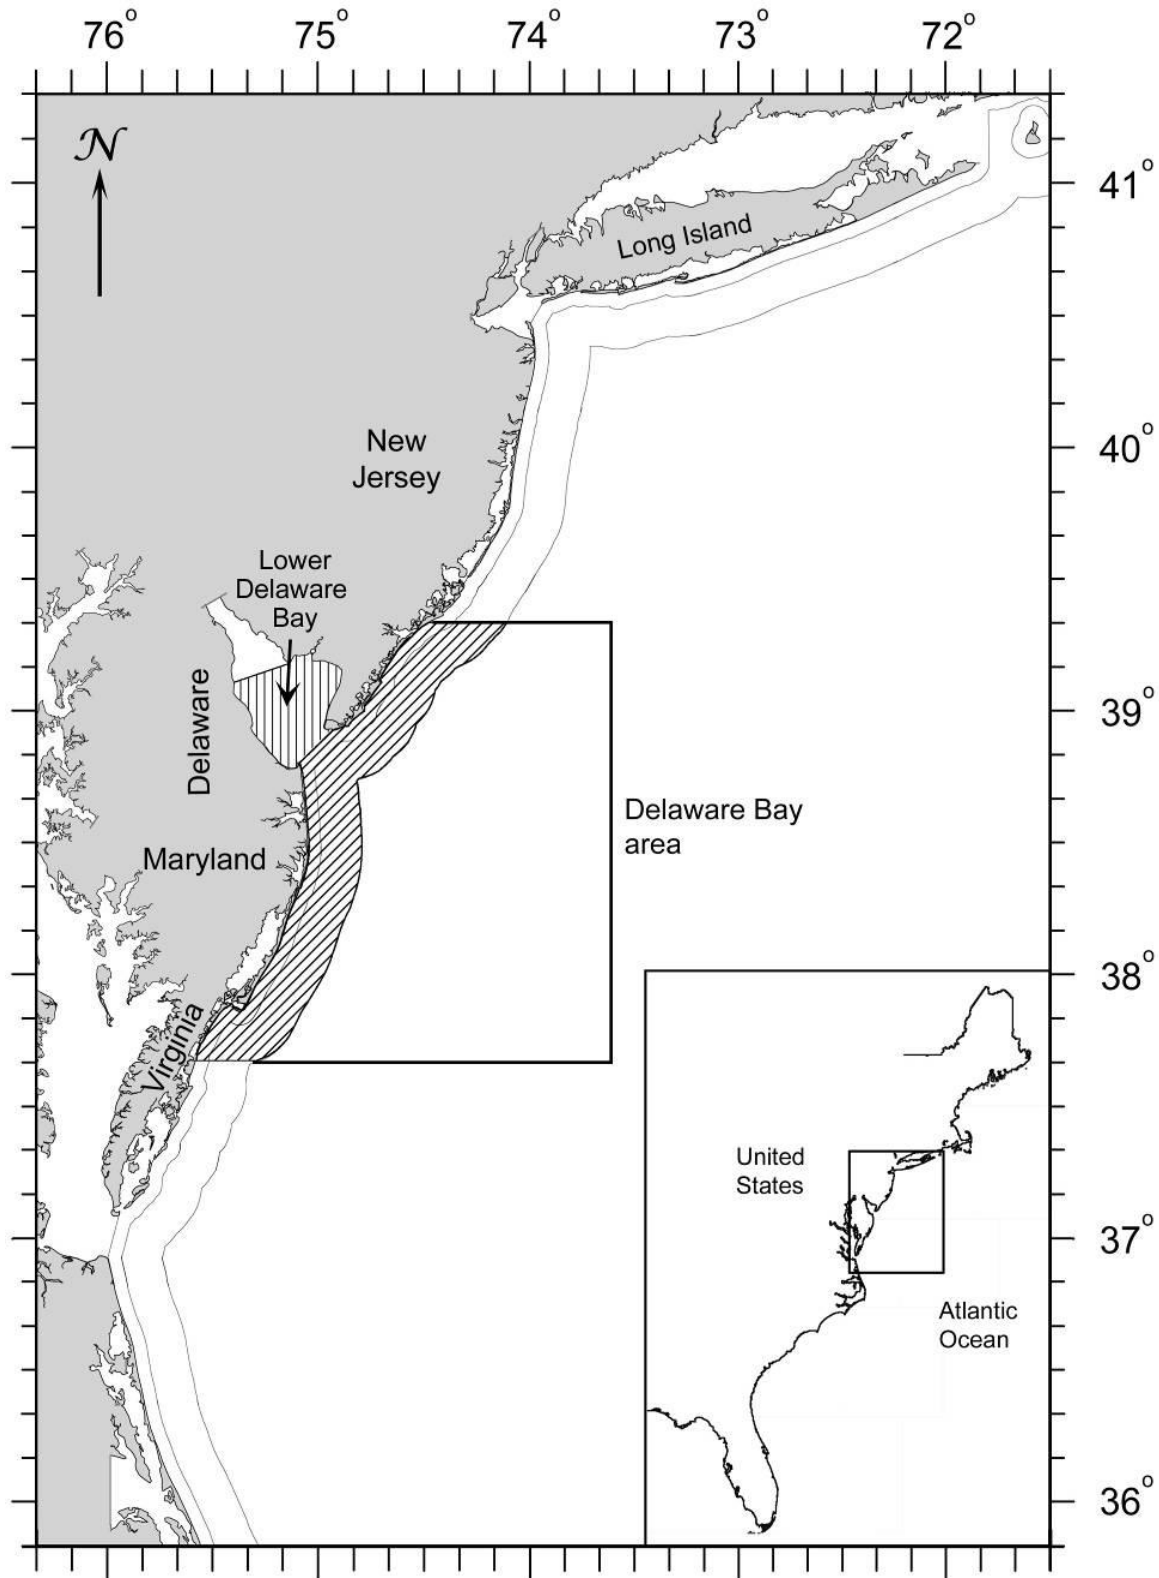 76° 75° 74° 73° 72°
N
41°
Long Island
40°
New
Jersey
Lower
Delaware
Bay
39°
Delaware
Delaware Bay
area
Maryland
38°
Virginia
United
States
37°
Atlantic
Ocean
36°